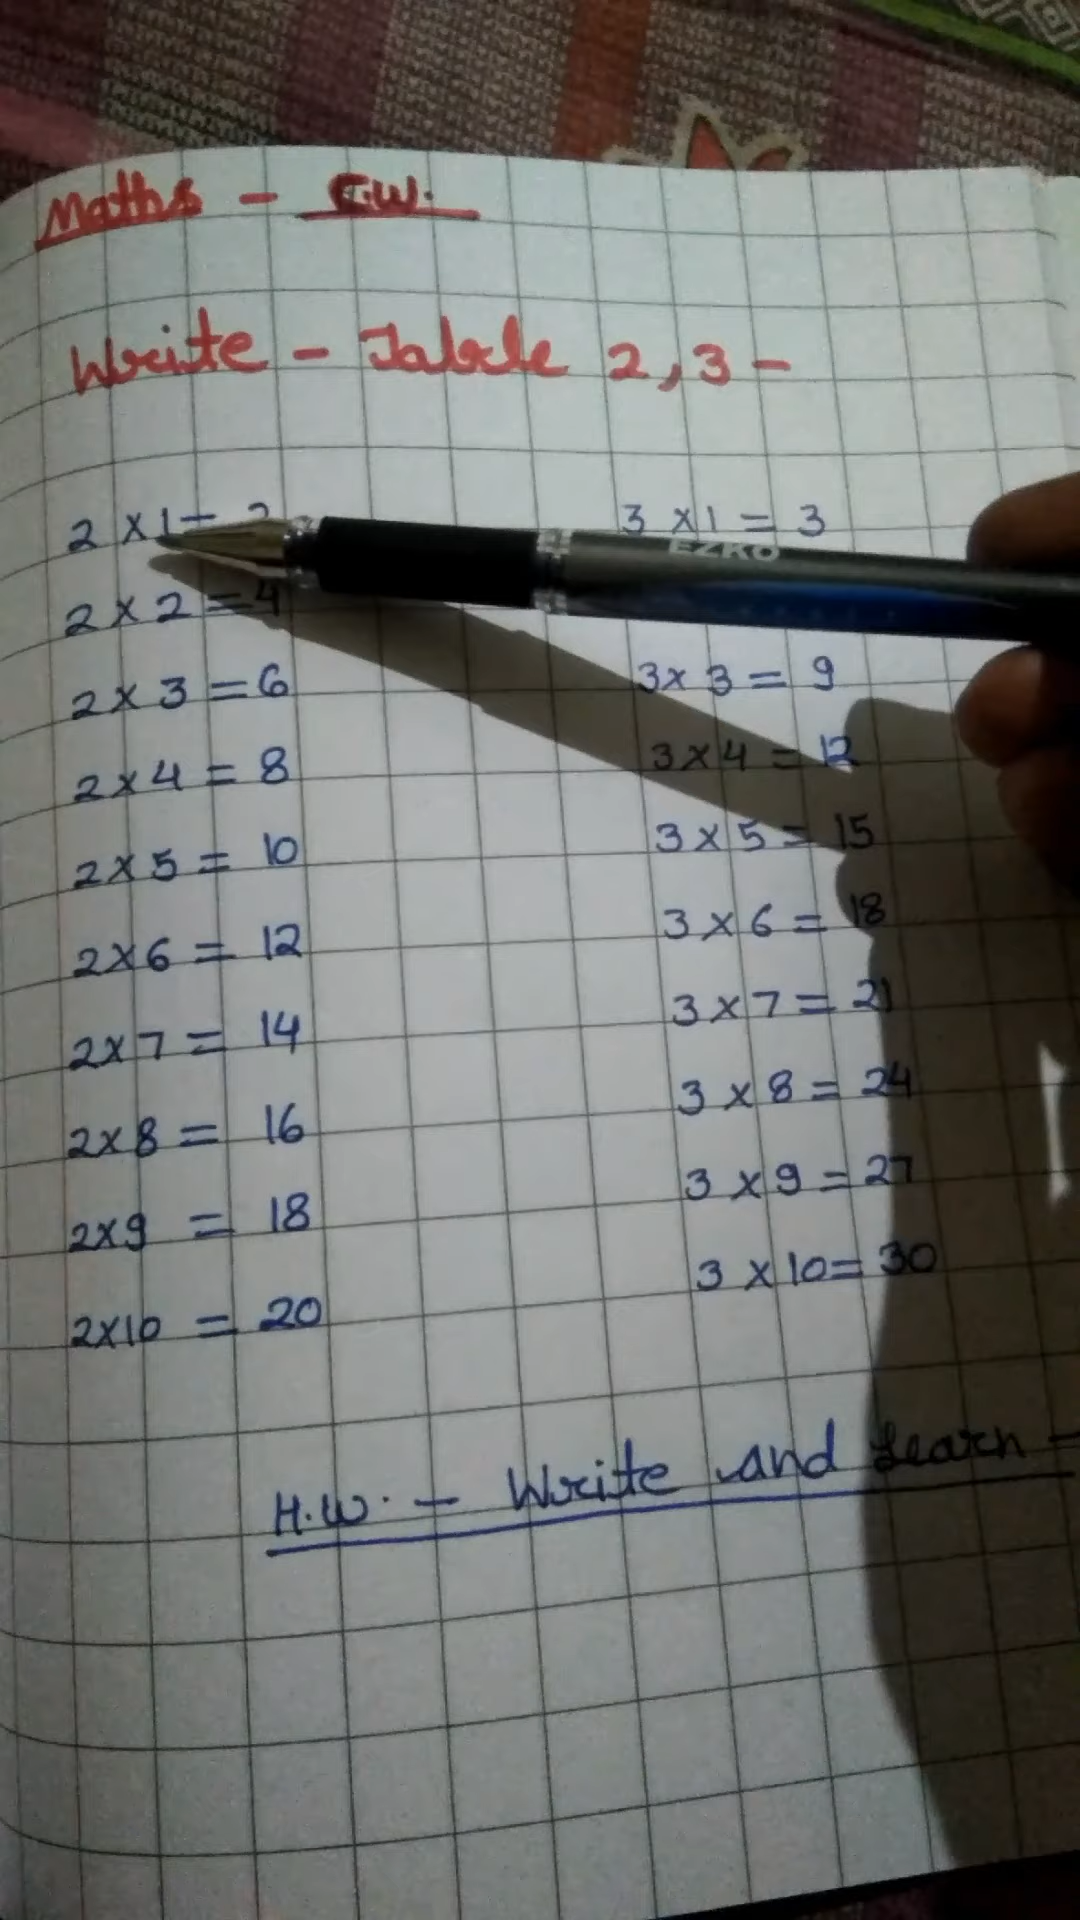 Maths - C.W.
Write - Table 2, 3 -
2 × 1 =
2 × 2 = 4
2 × 3 = 6
2 × 4 = 8
2 × 5 = 10
2 × 6 = 12
2 × 7 = 14
2 × 8 = 16
2 × 9 = 18
2 × 10 = 20
3 × 1 = 3
3 × 3 = 9
3 × 4 = 12
3 × 5 = 15
3 × 6 = 18
3 × 7 = 21
3 × 8 = 24
3 × 9 = 27
3 × 10 = 30
H.W. - Write and Learn -
EZKO